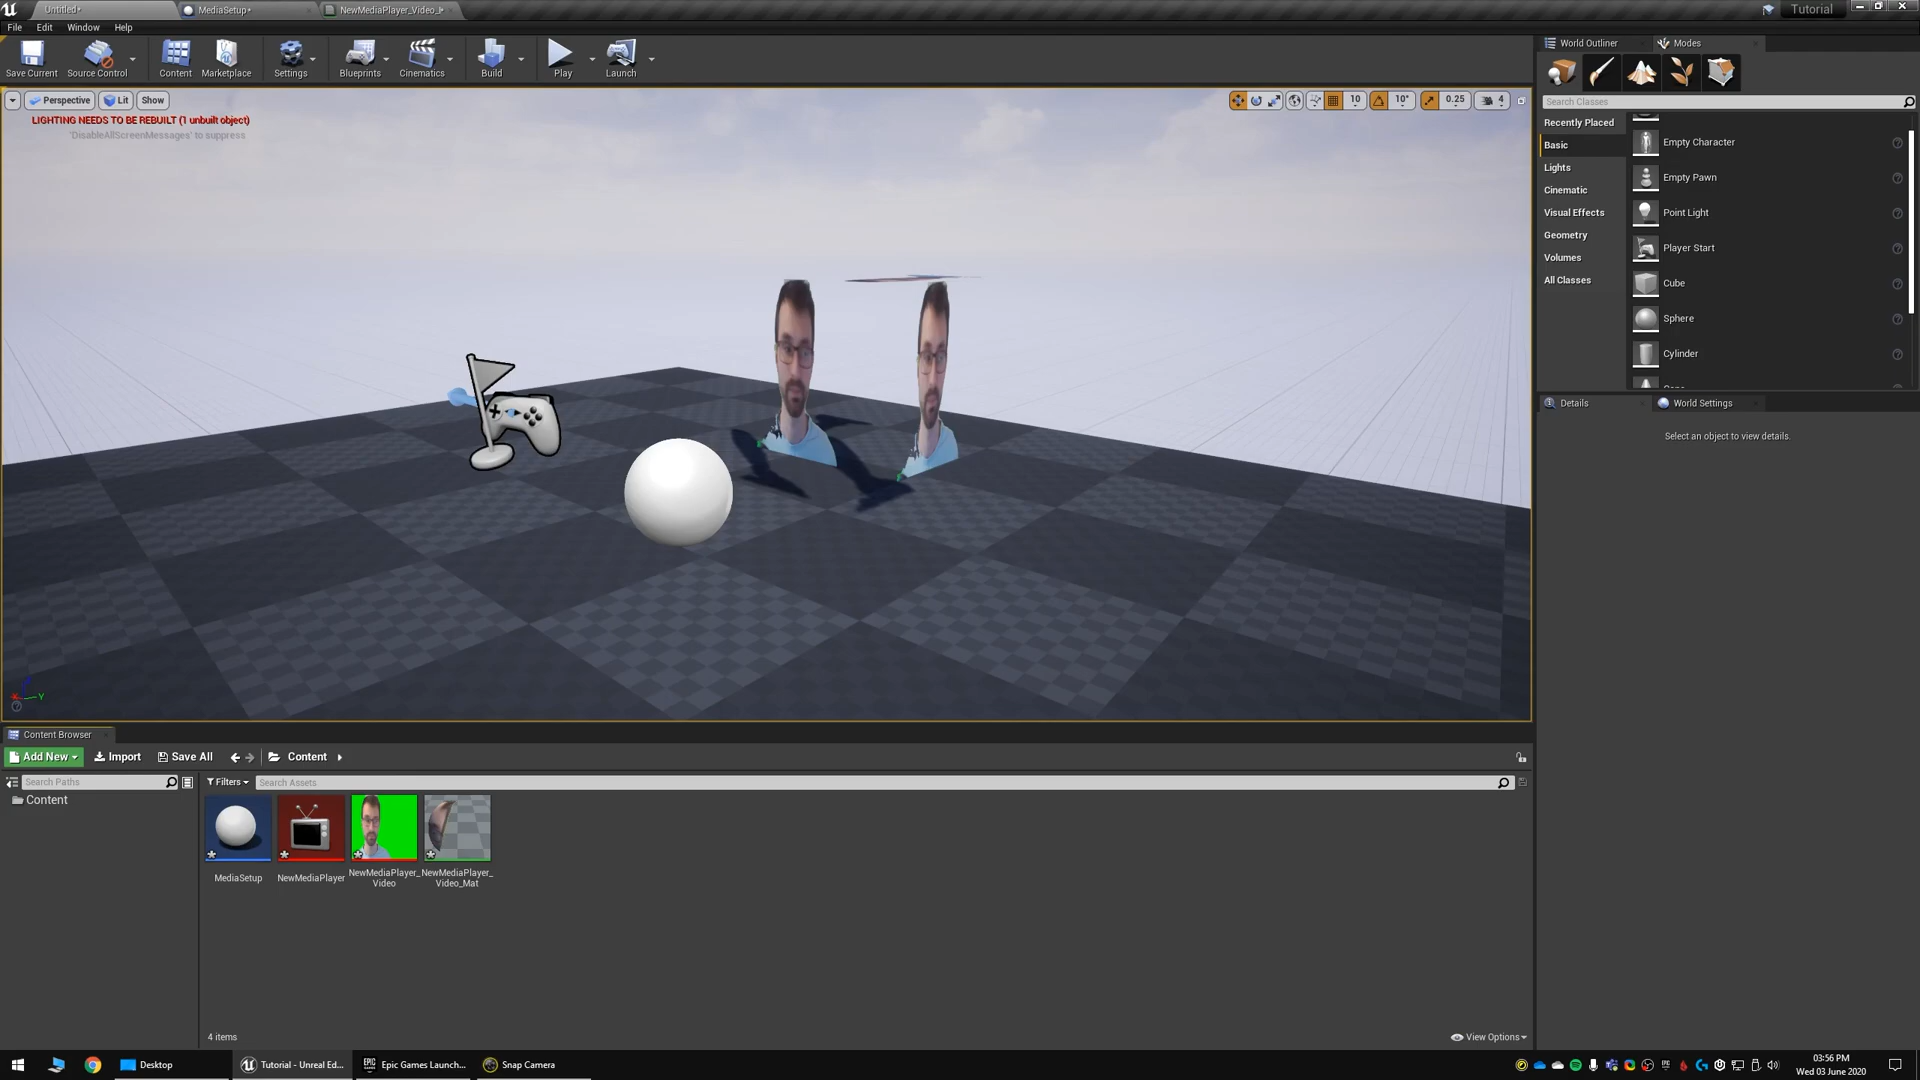 Untitled*
MediaSetup*
NewMediaPlayer_Video_
Tutorial
File Edit Window Help
Save Current
Source Control
Content
Marketplace
Settings
Blueprints
Cinematics
Build
Play
Launch
World Outliner
Modes
Search Classes
Perspective
Lit
Show
10
10°
0.25
4
LIGHTING NEEDS TO BE REBUILT (1 unbuilt object)
'DisableAllScreenMessages' to suppress
Recently Placed
Basic
Lights
Cinematic
Visual Effects
Geometry
Volumes
All Classes
Empty Character
Empty Pawn
Point Light
Player Start
Cube
Sphere
Cylinder
Details
World Settings
Select an object to view details.
Y
Content Browser
Add New
Import
Save All
Content
Search Paths
Filters
Search Assets
Content
MediaSetup
NewMediaPlayer
NewMediaPlayer_
Video
NewMediaPlayer_
Video_Mat
4 items
View Options
Desktop
Tutorial - Unreal Ed...
Epic Games Launch...
Snap Camera
03:56 PM
Wed 03 June 2020